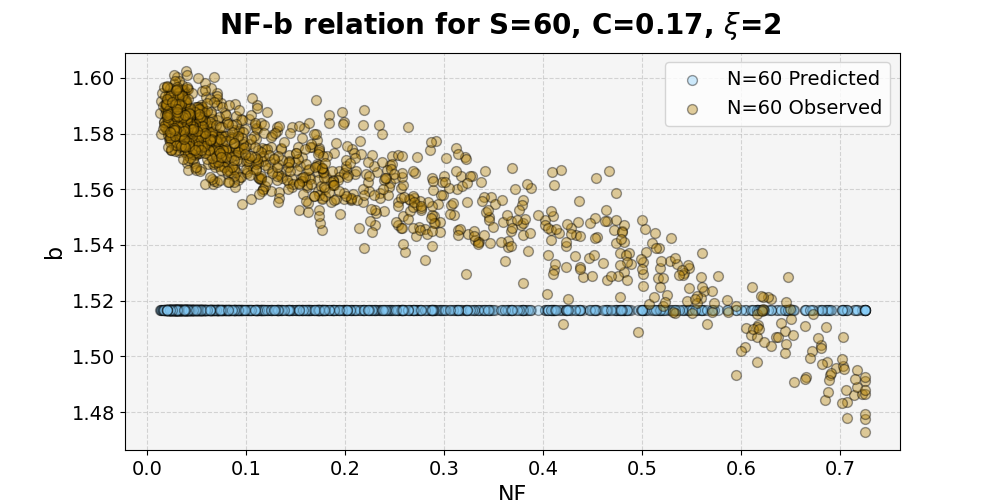 NF-b relation for S=60, C=0.17, ξ=2
N=60 Predicted
N=60 Observed
b
1.60
1.58
1.56
1.54
1.52
1.50
1.48
0.0 0.1 0.2 0.3 0.4 0.5 0.6 0.7
NF